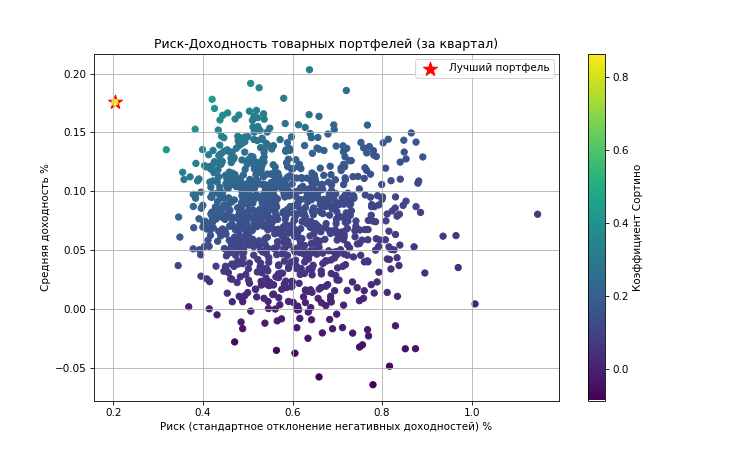 Риск-Доходность товарных портфелей (за квартал)
Лучший портфель
Средняя доходность %
0.20
0.15
0.10
0.05
0.00
−0.05
0.2 0.4 0.6 0.8 1.0
Риск (стандартное отклонение негативных доходностей) %
0.8
0.6
0.4
0.2
0.0
Коэффициент Сортино